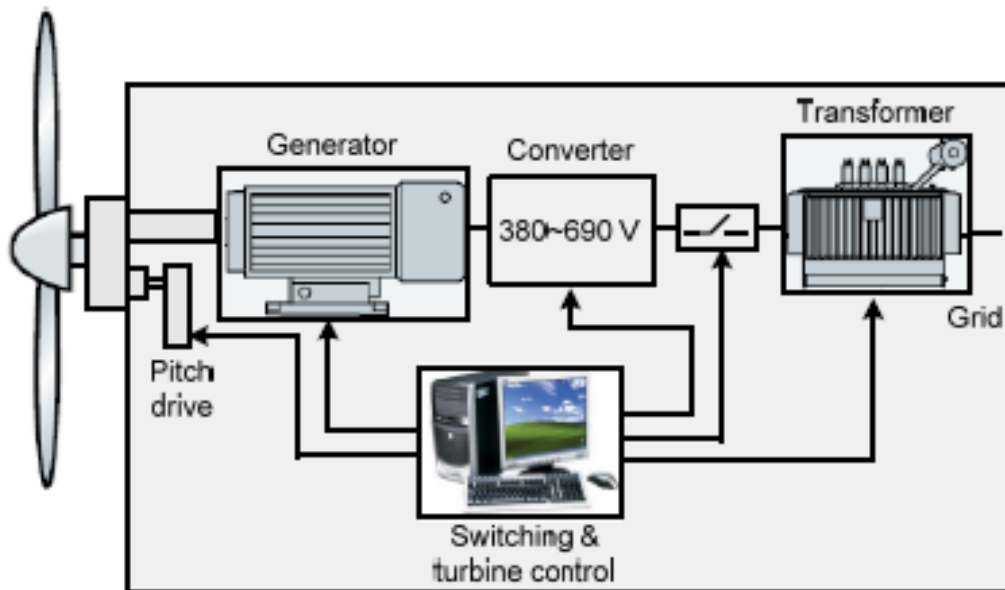 Transformer
Generator
Converter
380~690 V
Grid
Pitch
drive
Switching &
turbine control